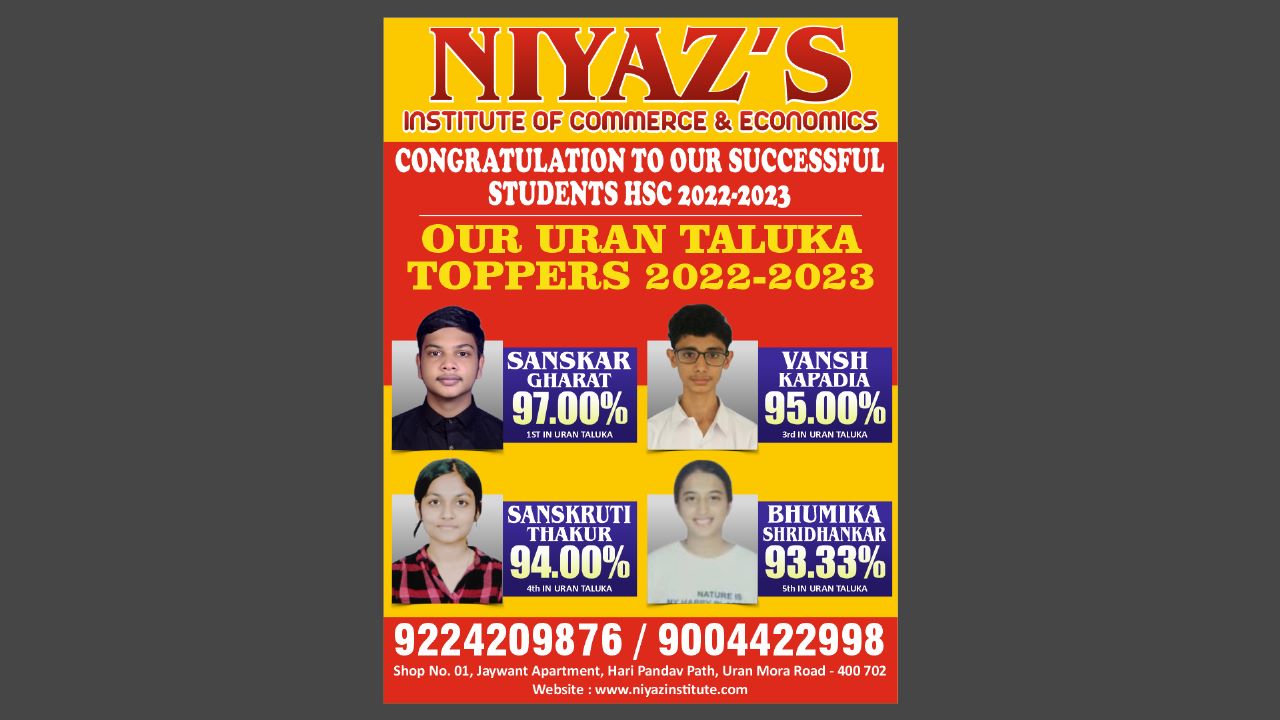 NIYAZ'S
INSTITUTE OF COMMERCE & ECONOMICS
CONGRATULATION TO OUR SUCCESSFUL
STUDENTS HSC 2022-2023
OUR URAN TALUKA
TOPPERS 2022-2023
SANSKAR
GHARAT
97.00%
1ST IN URAN TALUKA
VANSH
KAPADIA
95.00%
3rd IN URAN TALUKA
SANSKRUTI
THAKUR
94.00%
4th IN URAN TALUKA
BHUMIKA
SHRIDHANKAR
93.33%
5th IN URAN TALUKA
NATURE IS
9224209876 / 9004422998
Shop No. 01, Jaywant Apartment, Hari Pandav Path, Uran Mora Road - 400 702
Website : www.niyazinstitute.com